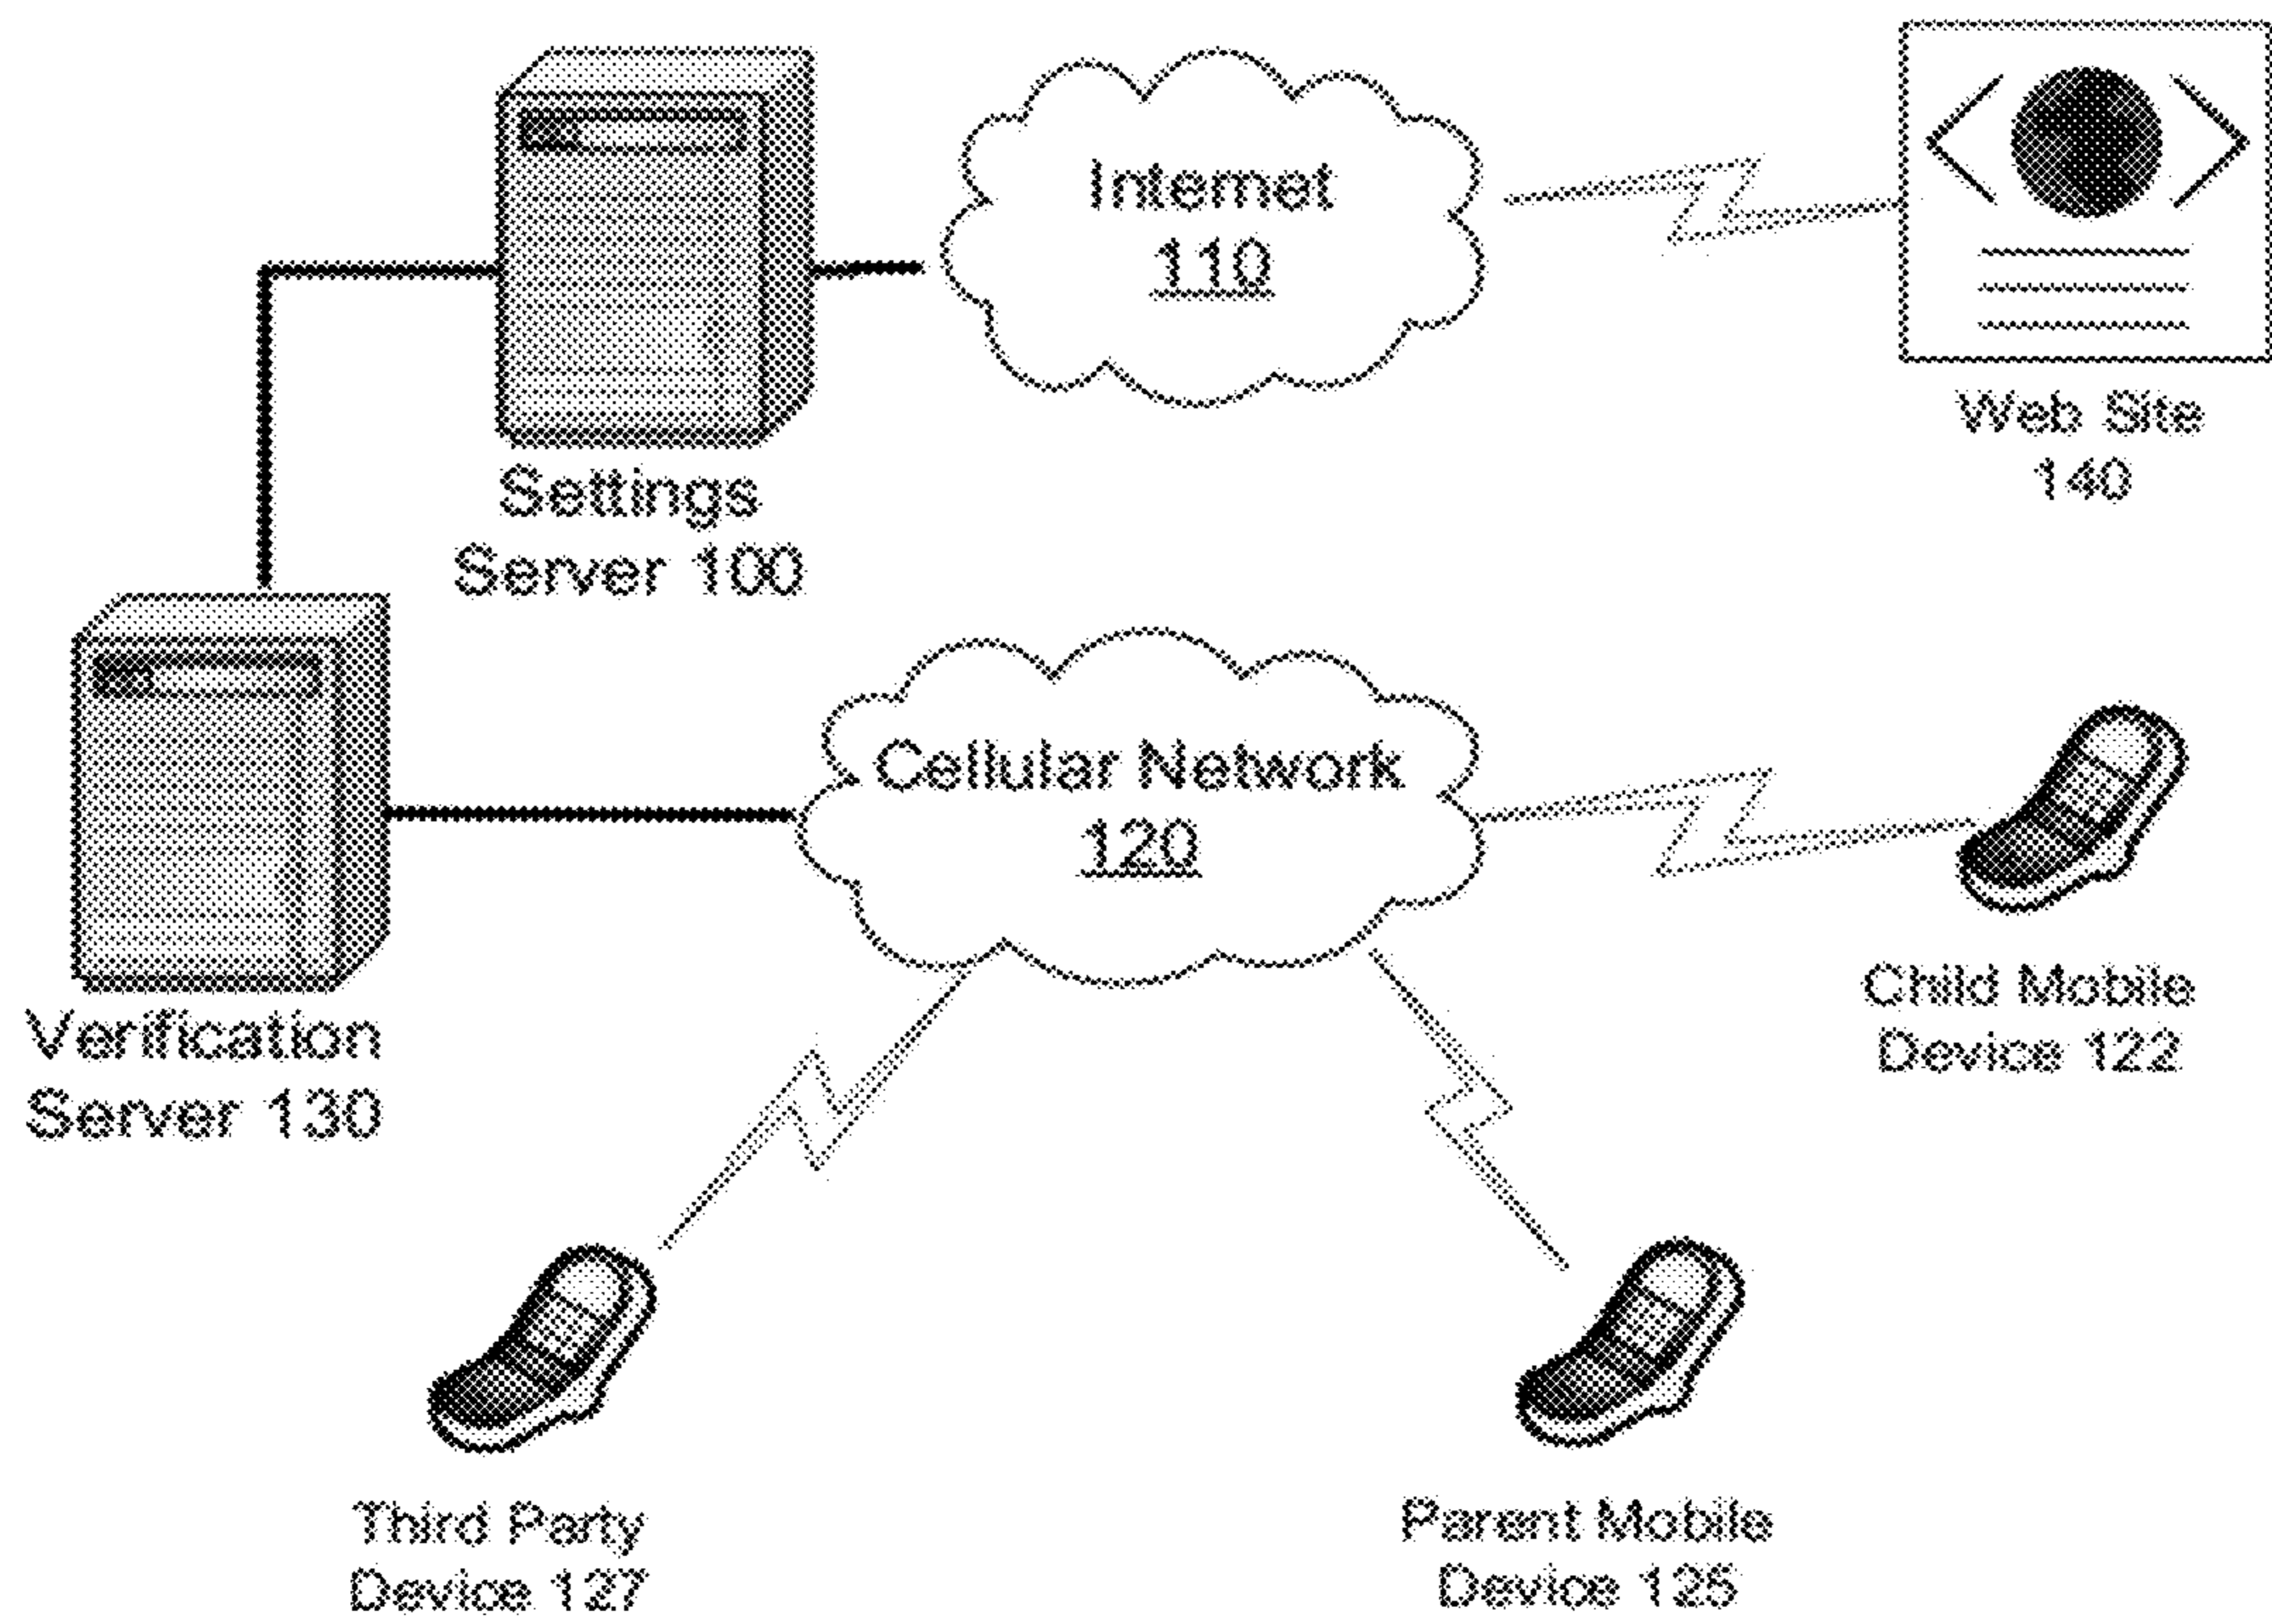 Internet
110
Web Site
140
Settings
Server 100
Cellular Network
120
Child Mobile
Device 122
Verification
Server 130
Third Party
Device 127
Parent Mobile
Device 125